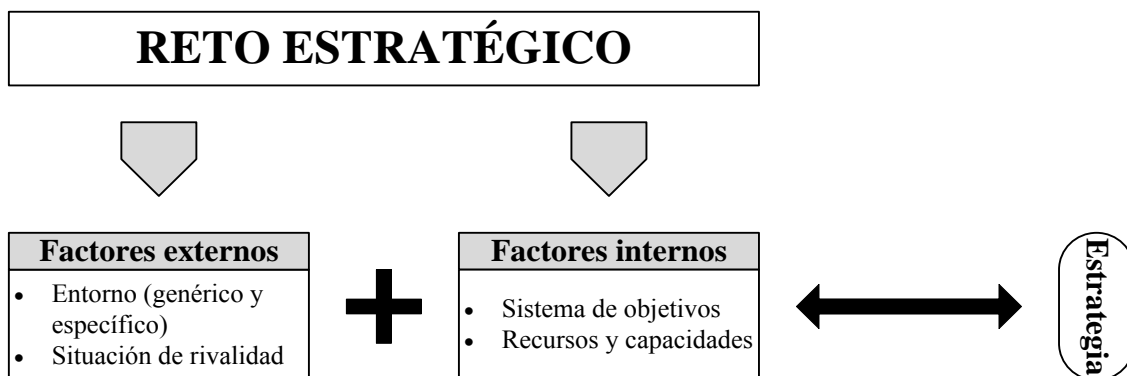 RETO ESTRATÉGICO
Factores externos
• Entorno (genérico y
específico)
• Situación de rivalidad
Factores internos
• Sistema de objetivos
• Recursos y capacidades
Estrategia